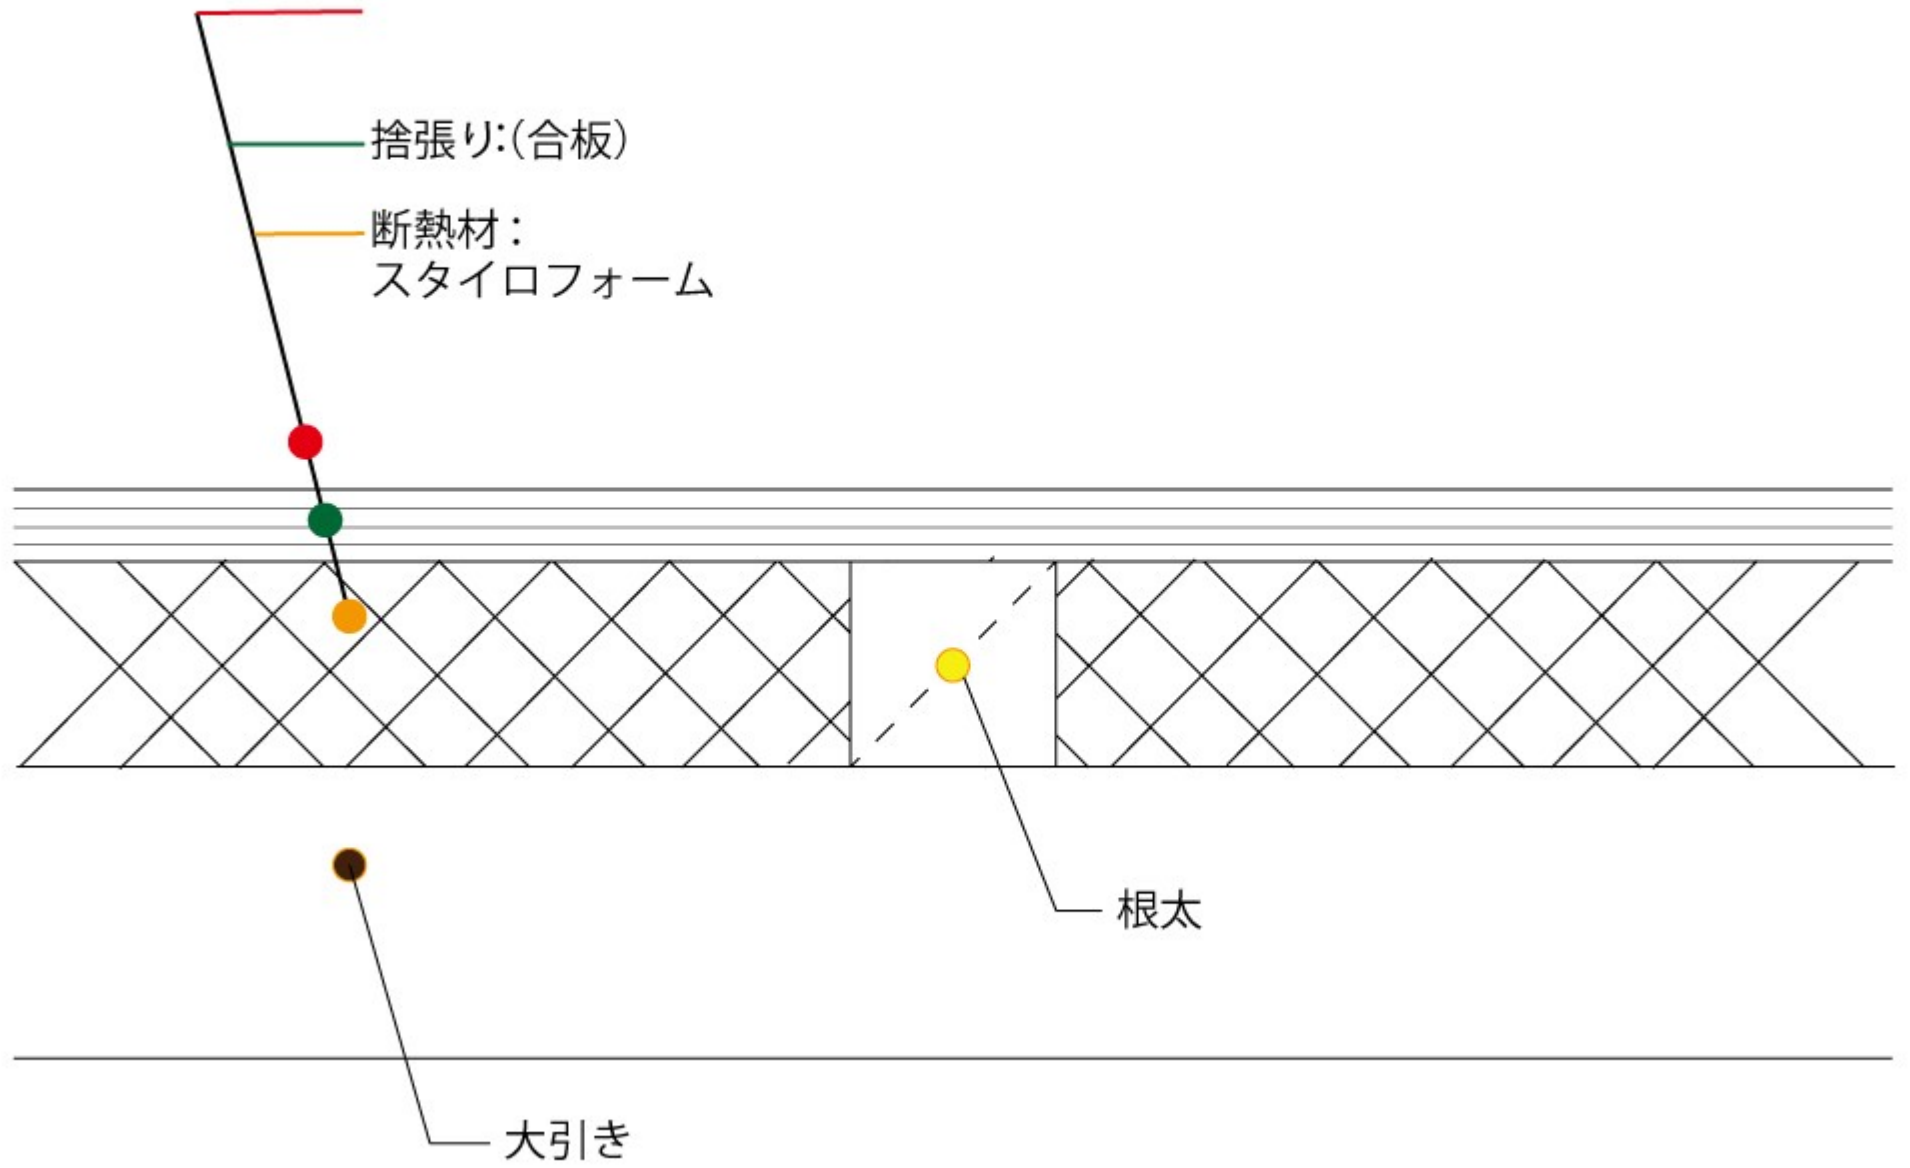 捨張り:(合板)
断熱材:
スタイロフォーム
根太
大引き